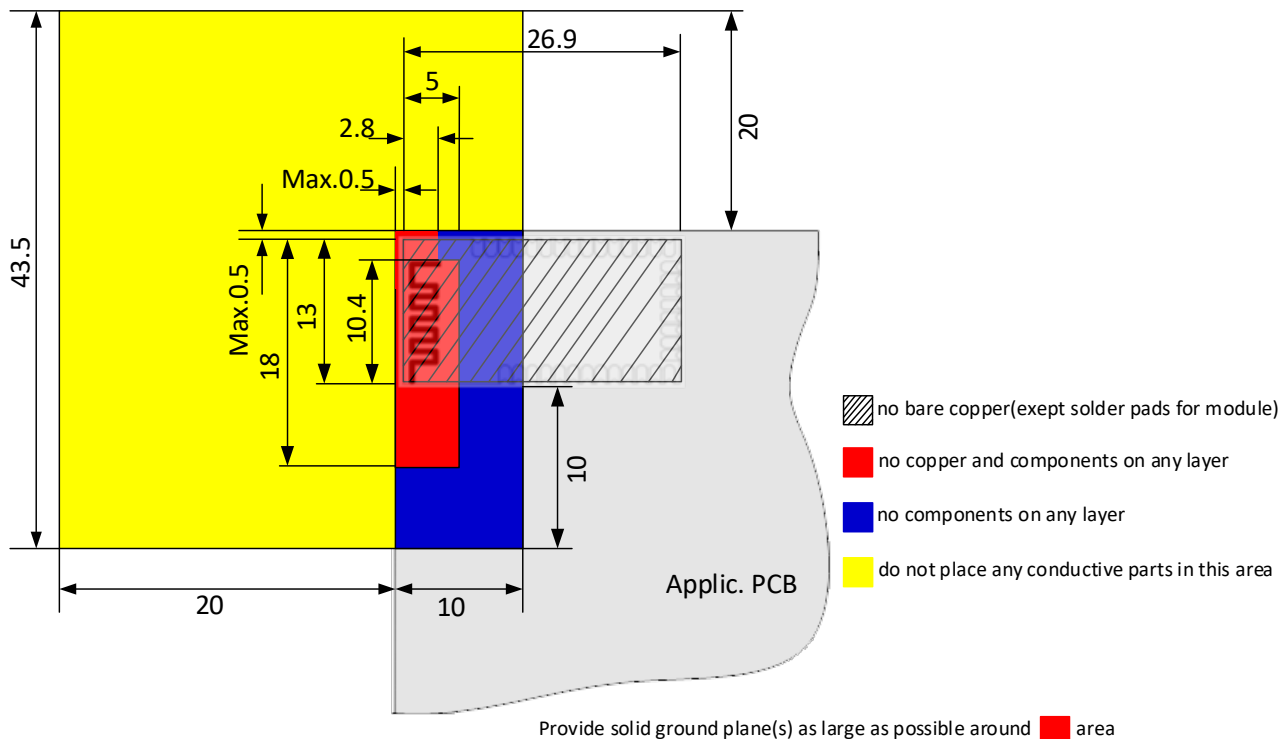 26.9
5
20
2.8
Max.0.5
43.5
Max.0.5
13
10.4
18
no bare copper(exept solder pads for module)
no copper and components on any layer
10
no components on any layer
do not place any conductive parts in this area
Applic. PCB
20
10
Provide solid ground plane(s) as large as possible around area